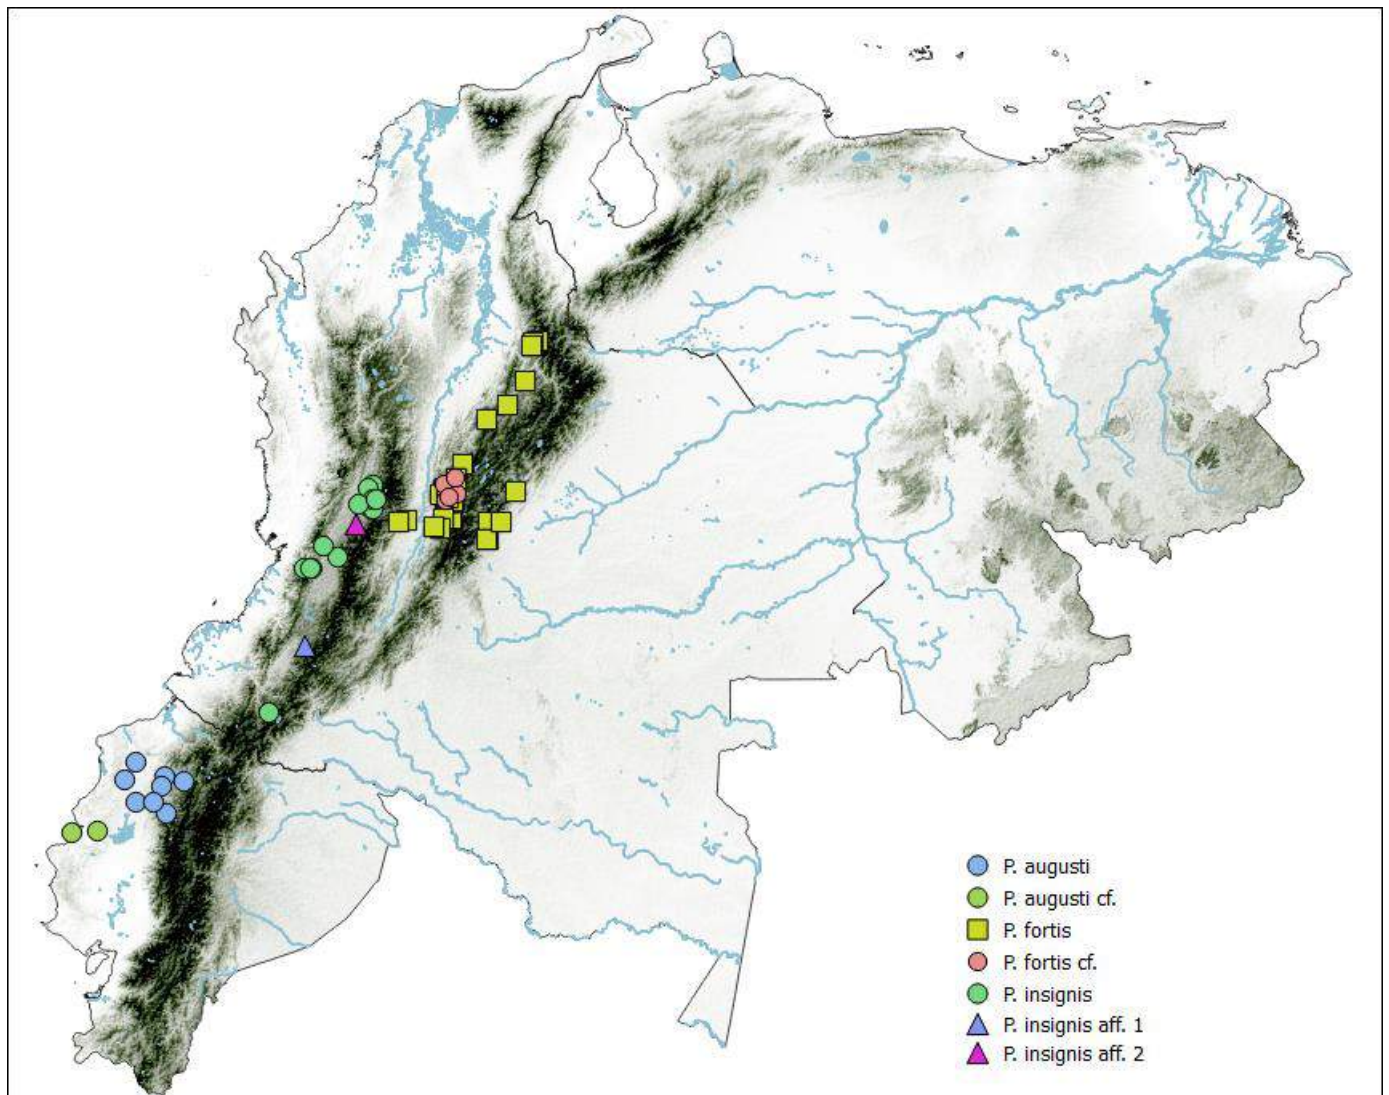 P. augusti
P. augusti cf.
P. fortis
P. fortis cf.
P. insignis
P. insignis aff. 1
P. insignis aff. 2